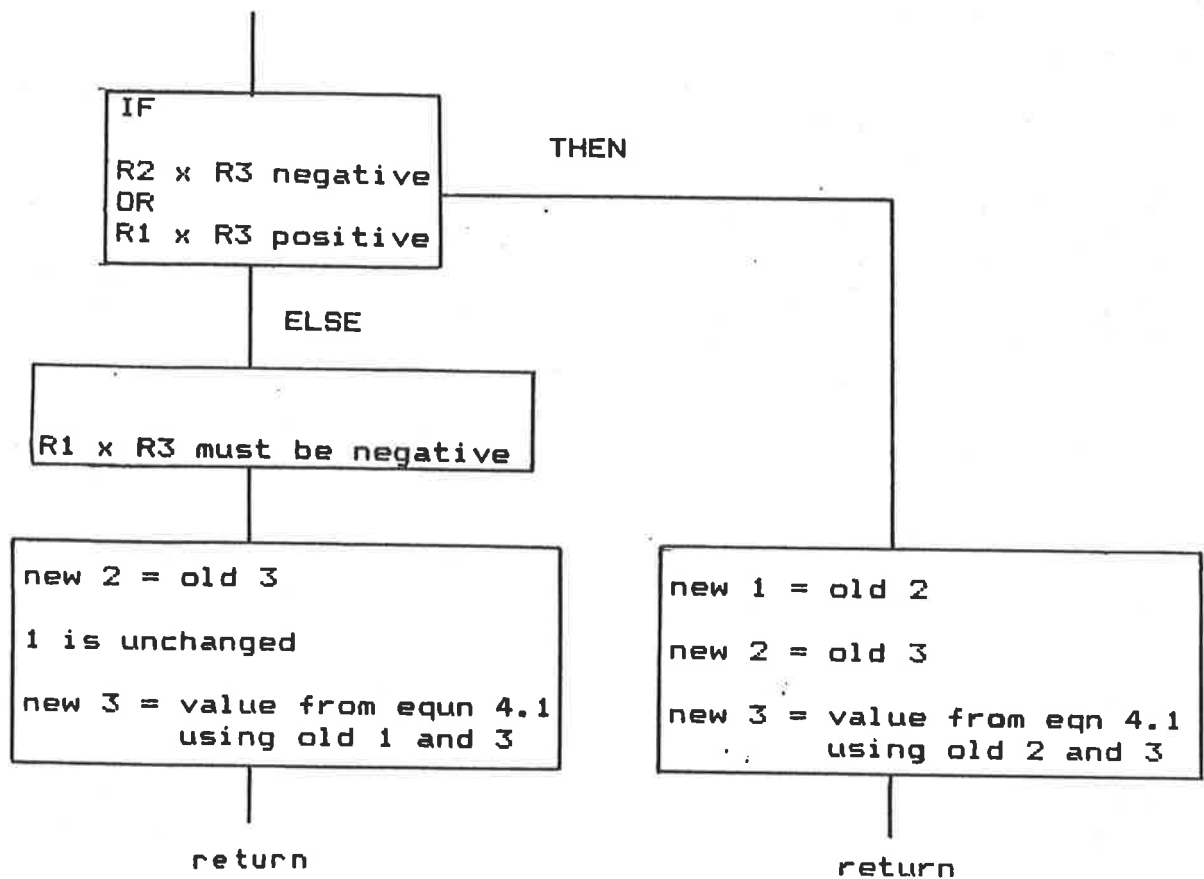 IF
R2 x R3 negative
OR
R1 x R3 positive
THEN
ELSE
R1 x R3 must be negative
new 2 = old 3
1 is unchanged
new 3 = value from equn 4.1
using old 1 and 3
return
new 1 = old 2
new 2 = old 3
new 3 = value from eqn 4.1
using old 2 and 3
return